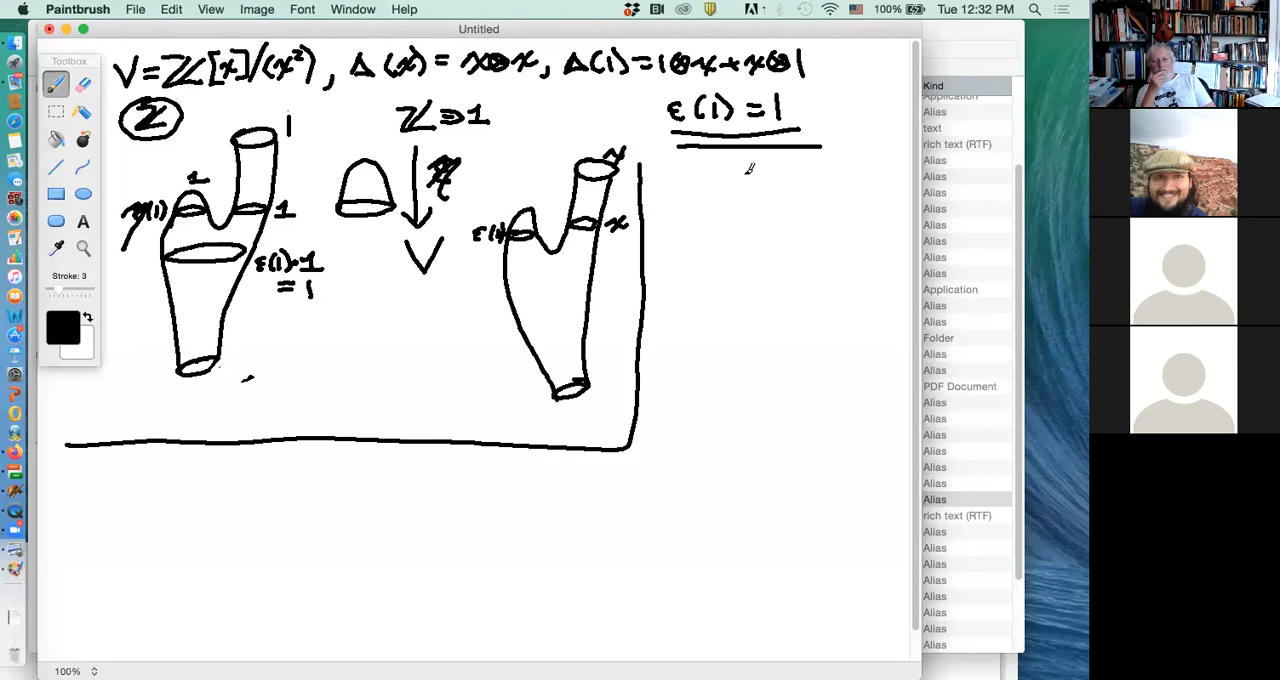 Paintbrush File Edit View Image Font Window Help 100% Tue 12:32 PM
Untitled
Toolbox
Stroke: 3
V=ℤ[x]/(x²), Δ(x)=x⊗x, Δ(1)=1⊗x+x⊗1
2
ℤ∋1
ε(1)=1
1
1
η(1)
1
ε(1)·1
= 1
V
x
ε(1)
x
100%
Kind
Application
Alias
text
rich text (RTF)
Alias
Alias
Alias
Alias
Alias
Alias
Alias
Application
Alias
Alias
Folder
Alias
Alias
PDF Document
Alias
Alias
Alias
Alias
Alias
Alias
Alias
rich text (RTF)
Alias
Alias
Alias
Alias
Alias
Alias
Alias
Alias